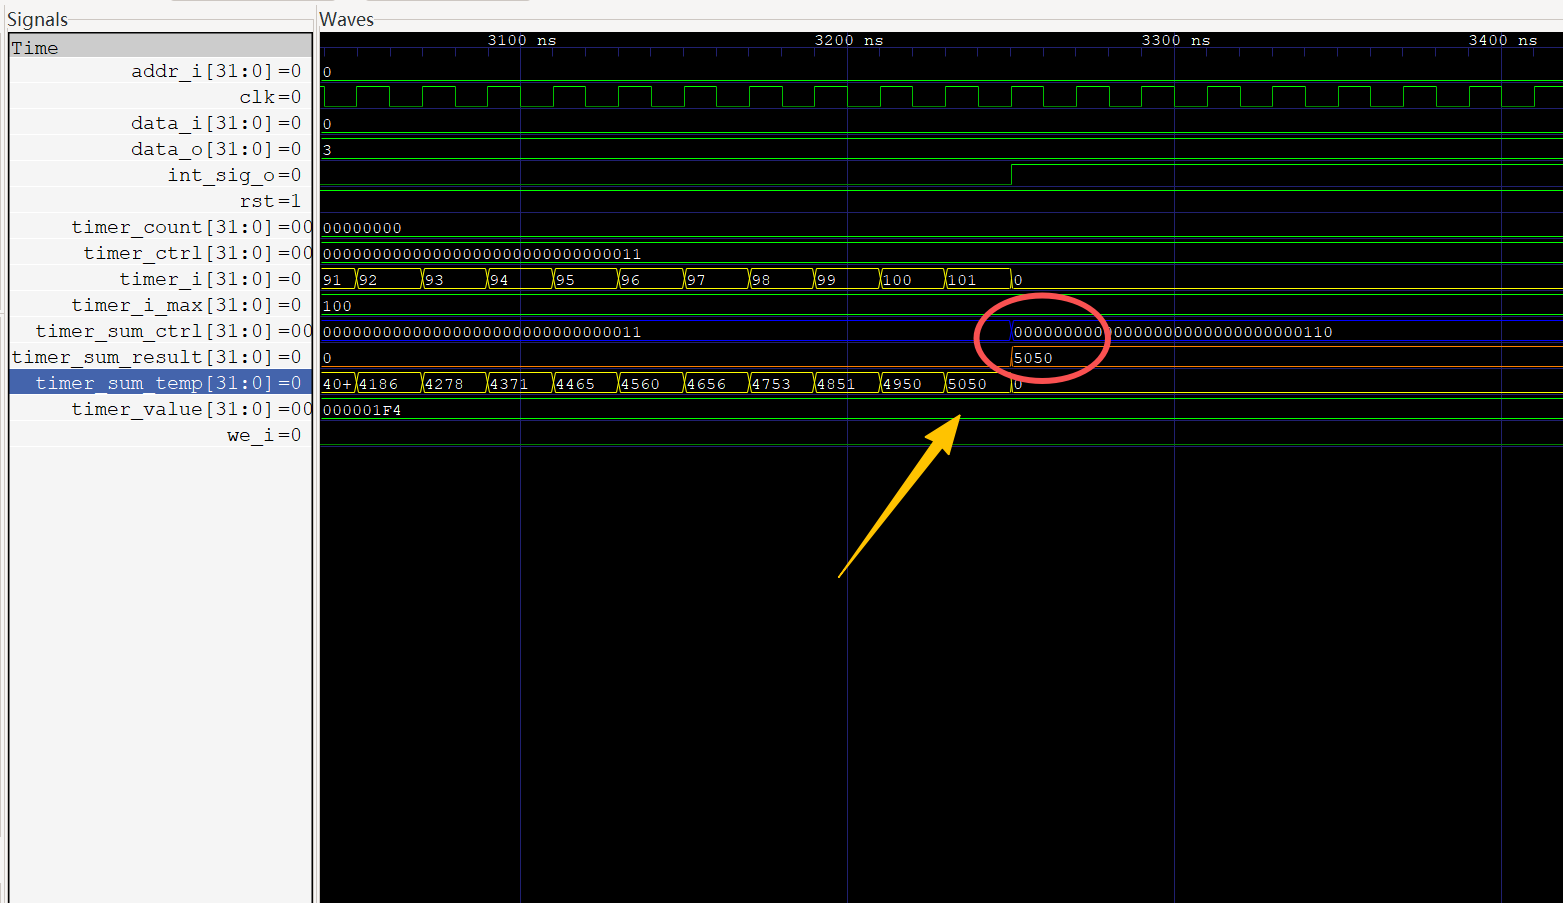 Signals
Waves
Time
3100 ns 3200 ns 3300 ns 3400 ns
addr_i[31:0]=0 0
clk=0
data_i[31:0]=0 0
data_o[31:0]=0 3
int_sig_o=0
rst=1
timer_count[31:0]=00 00000000
timer_ctrl[31:0]=00 00000000000000000000000000000011
timer_i[31:0]=0 91 92 93 94 95 96 97 98 99 100 101 0
timer_i_max[31:0]=0 100
timer_sum_ctrl[31:0]=00 00000000000000000000000000000011 00000000000000000000000000000110
timer_sum_result[31:0]=0 0 5050
timer_sum_temp[31:0]=0 40+ 4186 4278 4371 4465 4560 4656 4753 4851 4950 5050 0
timer_value[31:0]=00 000001F4
we_i=0